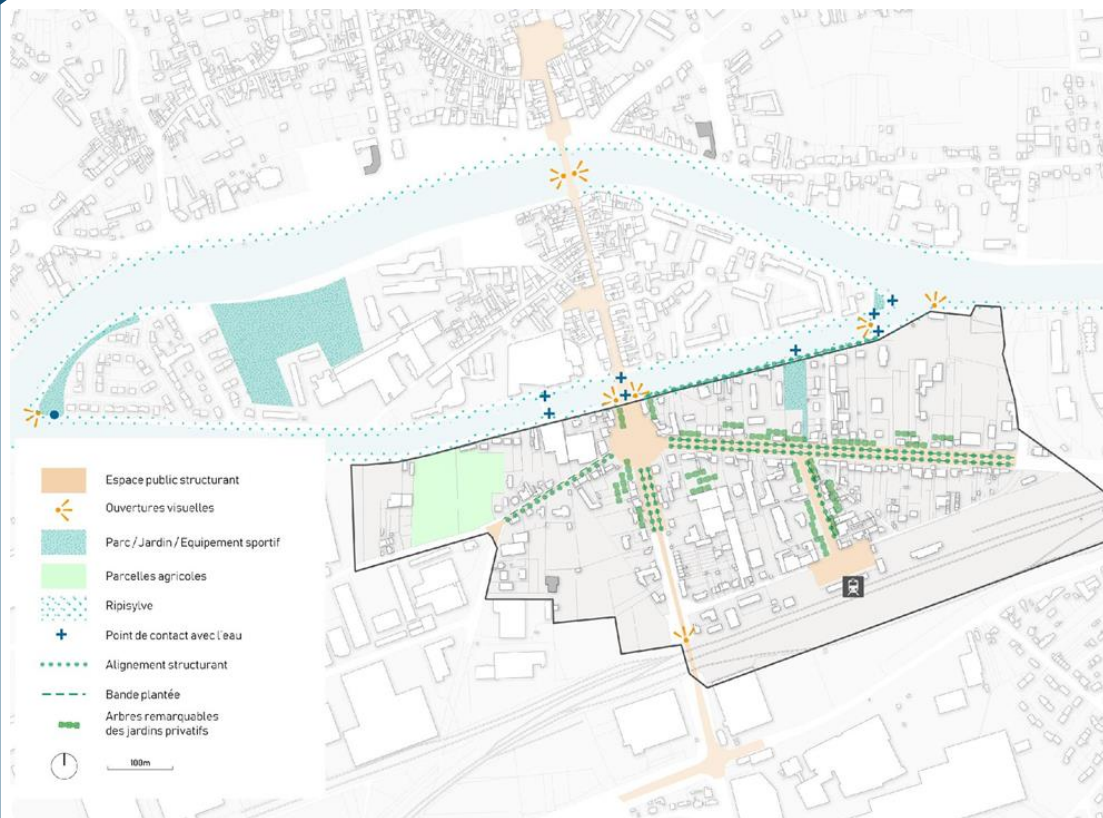 Espace public structurant
Ouvertures visuelles
Parc / Jardin / Equipement sportif
Parcelles agricoles
Ripisylve
Point de contact avec l'eau
Alignement structurant
Bande plantée
Arbres remarquables
des jardins privatifs
100m